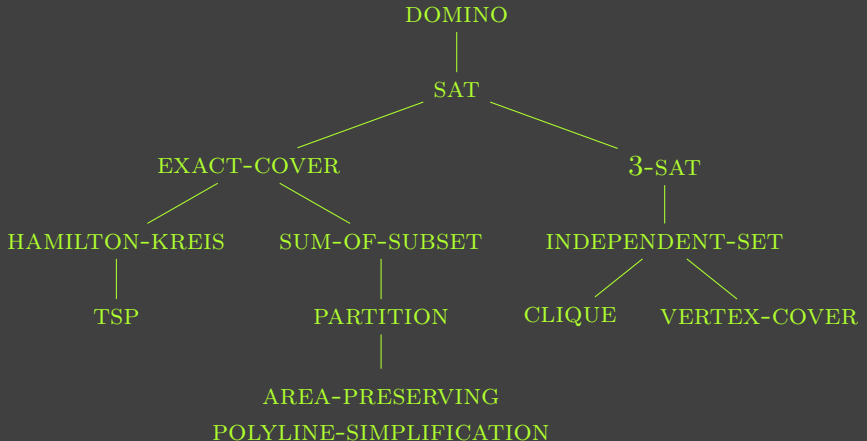 DOMINO
SAT
EXACT-COVER 3-SAT
HAMILTON-KREIS SUM-OF-SUBSET INDEPENDENT-SET
TSP PARTITION CLIQUE VERTEX-COVER
AREA-PRESERVING
POLYLINE-SIMPLIFICATION